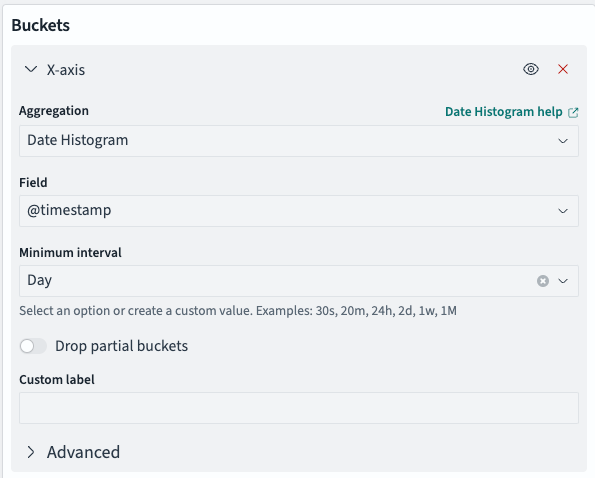 Buckets
X-axis
Aggregation
Date Histogram help
Date Histogram
Field
@timestamp
Minimum interval
Day
Select an option or create a custom value. Examples: 30s, 20m, 24h, 2d, 1w, 1M
Drop partial buckets
Custom label
Advanced